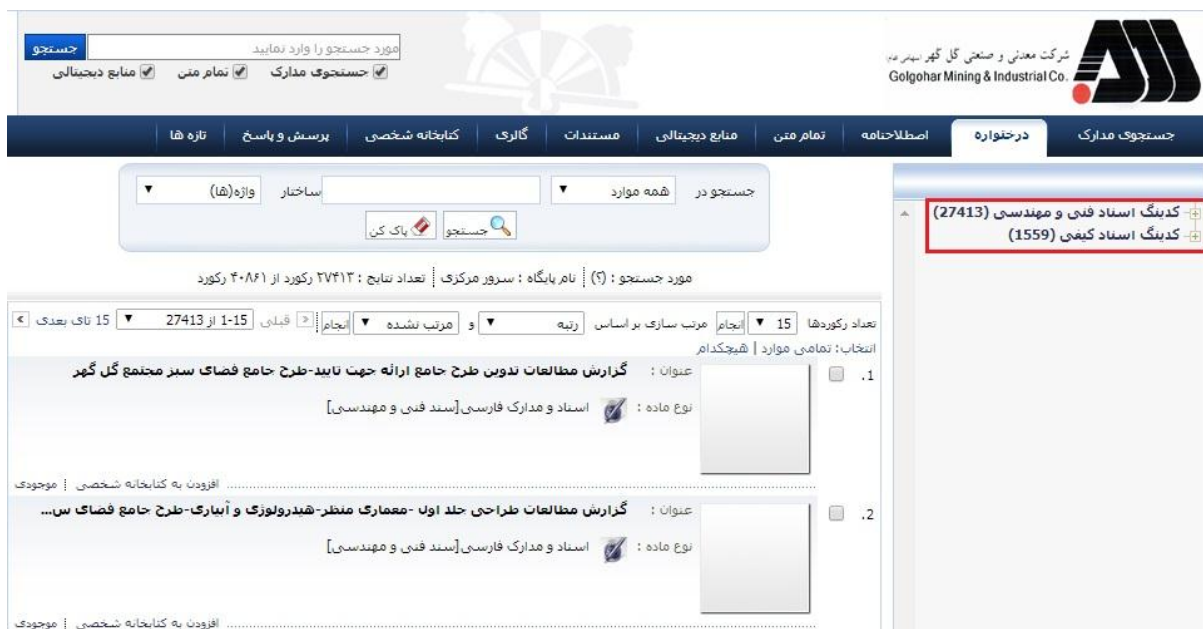 شرکت معدنی و صنعتی گل گهر
Golgohar Mining & Industrial Co.
مورد جستجو را وارد نمایید
جستجو
جستجوی مدارک
تمام متن
منابع دیجیتالی
جستجوی مدارک درختواره اصطلاحنامه تمام متن منابع دیجیتالی مستندات گالری کتابخانه شخصی پرسش و پاسخ تازه ها
کدینگ اسناد فنی و مهندسی (27413)
کدینگ اسناد کیفی (1559)
جستجو در همه موارد ساختار واژه(ها)
جستجو پاک کن
مورد جستجو : (؟) نام پایگاه : سرور مرکزی تعداد نتایج : ۲۷۴۱۳ رکورد از ۴۰۸۶۱ رکورد
تعداد رکوردها 15 انجام مرتب سازی بر اساس رتبه و مرتب نشده انجام قبلی 1-15 از 27413 15 تای بعدی
انتخاب: تمامی موارد | هیچکدام
1. عنوان : گزارش مطالعات تدوین طرح جامع ارائه جهت تایید-طرح جامع فضای سبز مجتمع گل گهر
نوع ماده : اسناد و مدارک فارسی[سند فنی و مهندسی]
افزودن به کتابخانه شخصی موجودی
2. عنوان : گزارش مطالعات طراحی جلد اول -معماری منظر-هیدرولوژی و آبیاری-طرح جامع فضای س...
نوع ماده : اسناد و مدارک فارسی[سند فنی و مهندسی]
افزودن به کتابخانه شخصی موجودی